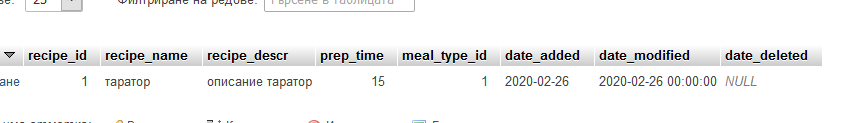 25 Филтриране на редове: Търсене в таблицата
recipe_id recipe_name recipe_descr prep_time meal_type_id date_added date_modified date_deleted
ане 1 таратор описание таратор 15 1 2020-02-26 2020-02-26 00:00:00 NULL